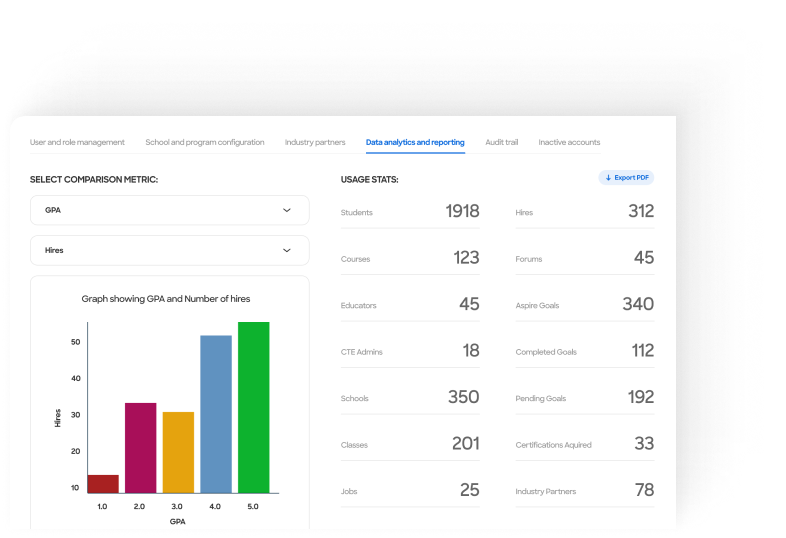 User and role management
School and program configuration
Industry partners
Data analytics and reporting
Audit trail
Inactive accounts
SELECT COMPARISON METRIC:
GPA
Hires
Graph showing GPA and Number of hires
50
40
30
20
10
Hires
1.0 2.0 3.0 4.0 5.0
GPA
USAGE STATS:
Export PDF
Students 1918
Hires 312
Courses 123
Forums 45
Educators 45
Aspire Goals 340
CTE Admins 18
Completed Goals 112
Schools 350
Pending Goals 192
Classes 201
Certifications Aquired 33
Jobs 25
Industry Partners 78